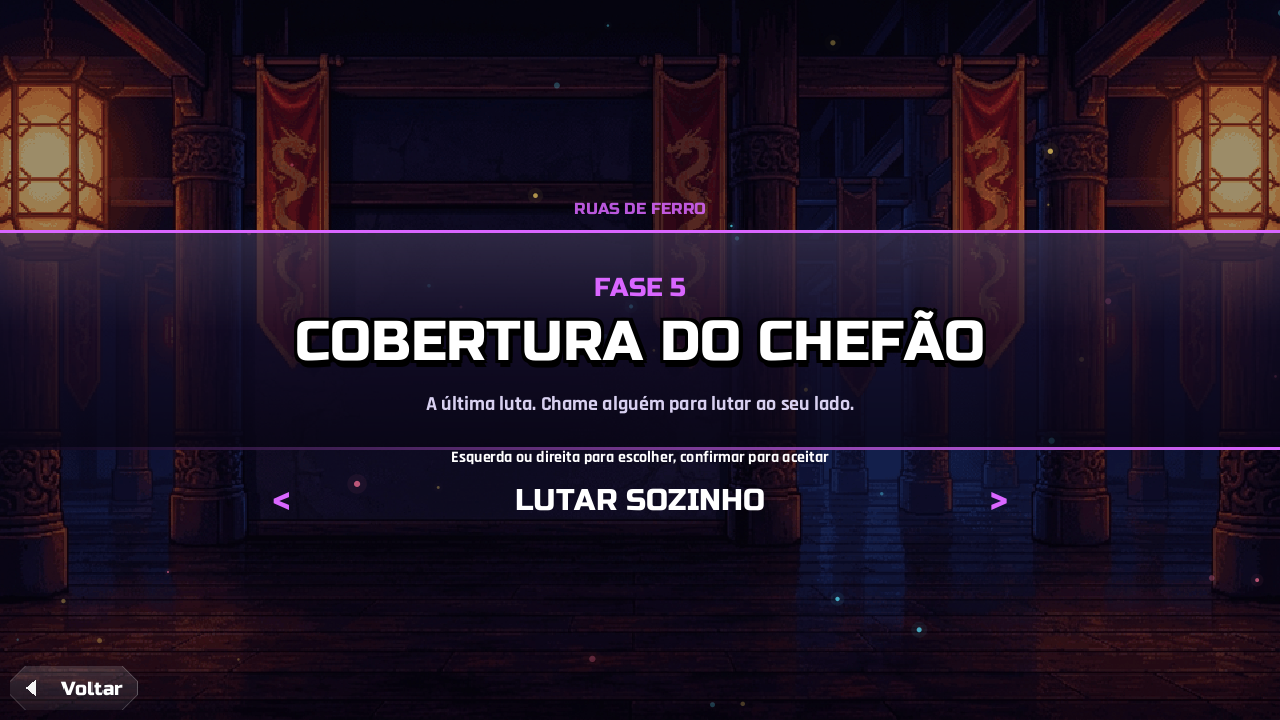 RUAS DE FERRO
FASE 5
COBERTURA DO CHEFÃO
A última luta. Chame alguém para lutar ao seu lado.
Esquerda ou direita para escolher, confirmar para aceitar
< LUTAR SOZINHO >
Voltar